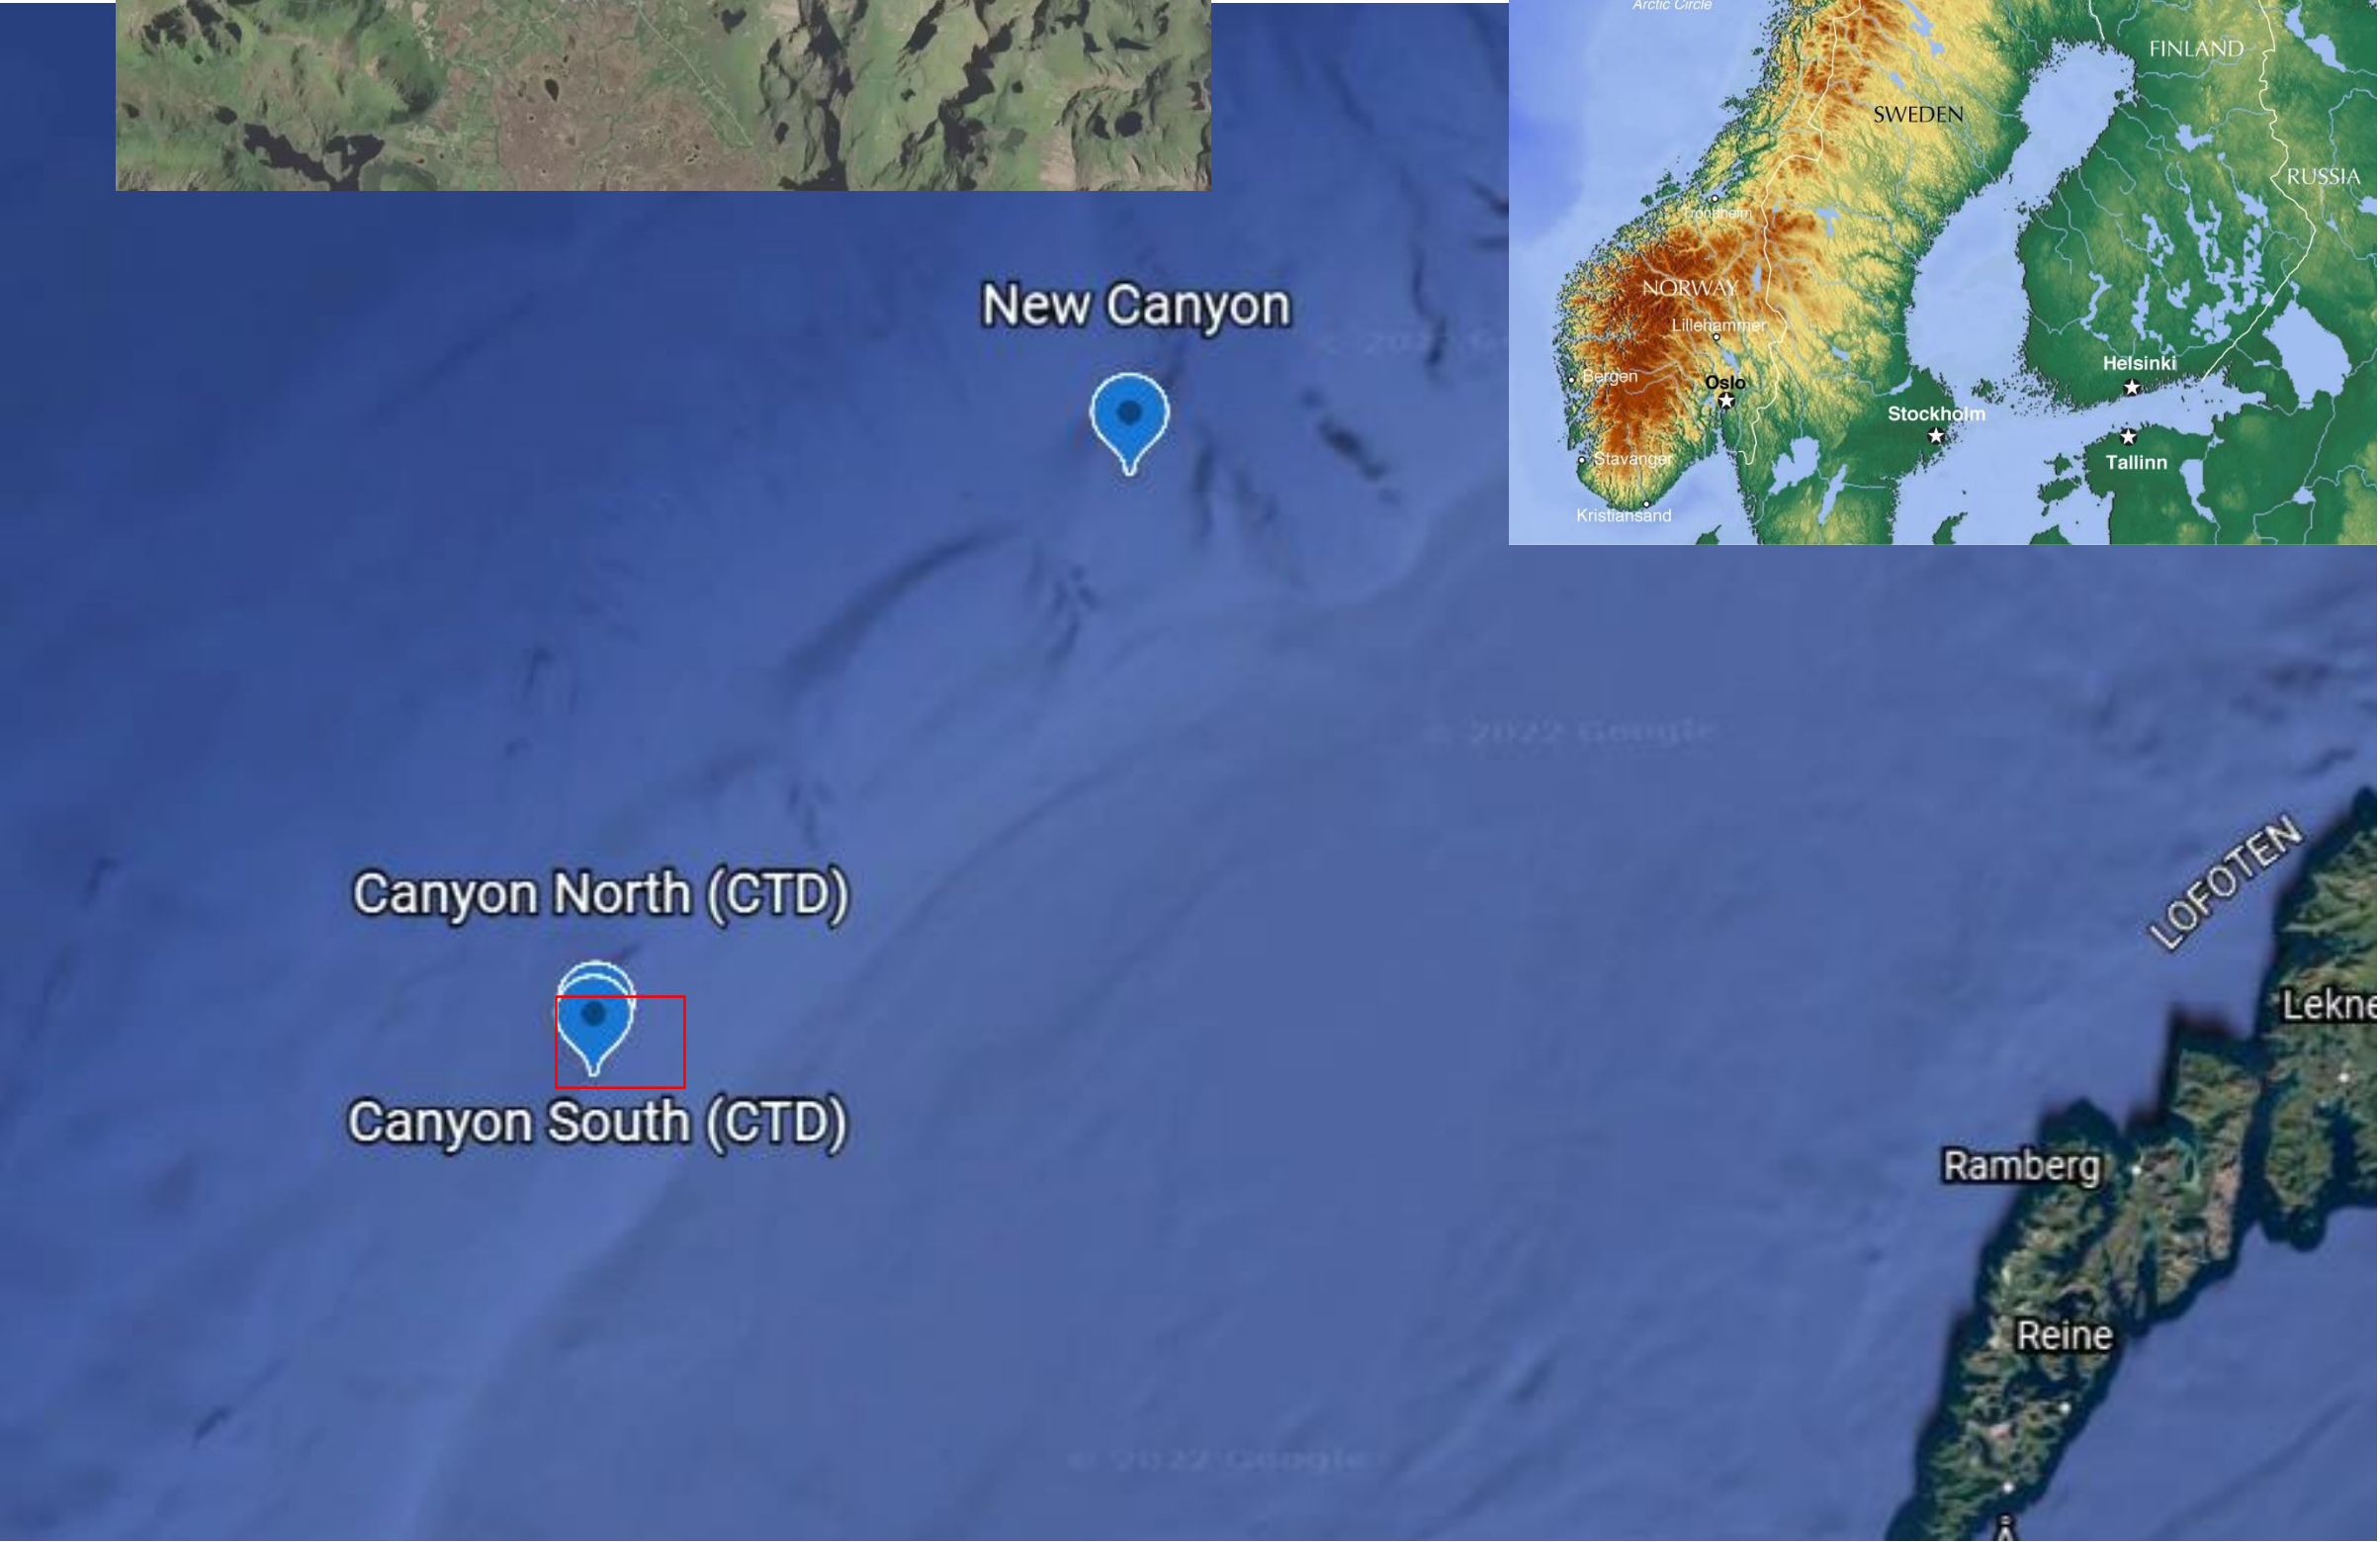 Arctic Circle
FINLAND
SWEDEN
RUSSIA
Trondheim
NORWAY
Lillehammer
Bergen
Oslo
Helsinki
Stockholm
Stavanger
Tallinn
Kristiansand
New Canyon
© 2022 Google
LOFOTEN
Canyon North (CTD)
Lekne
Canyon South (CTD)
Ramberg
Reine
© 2022 Google
Å